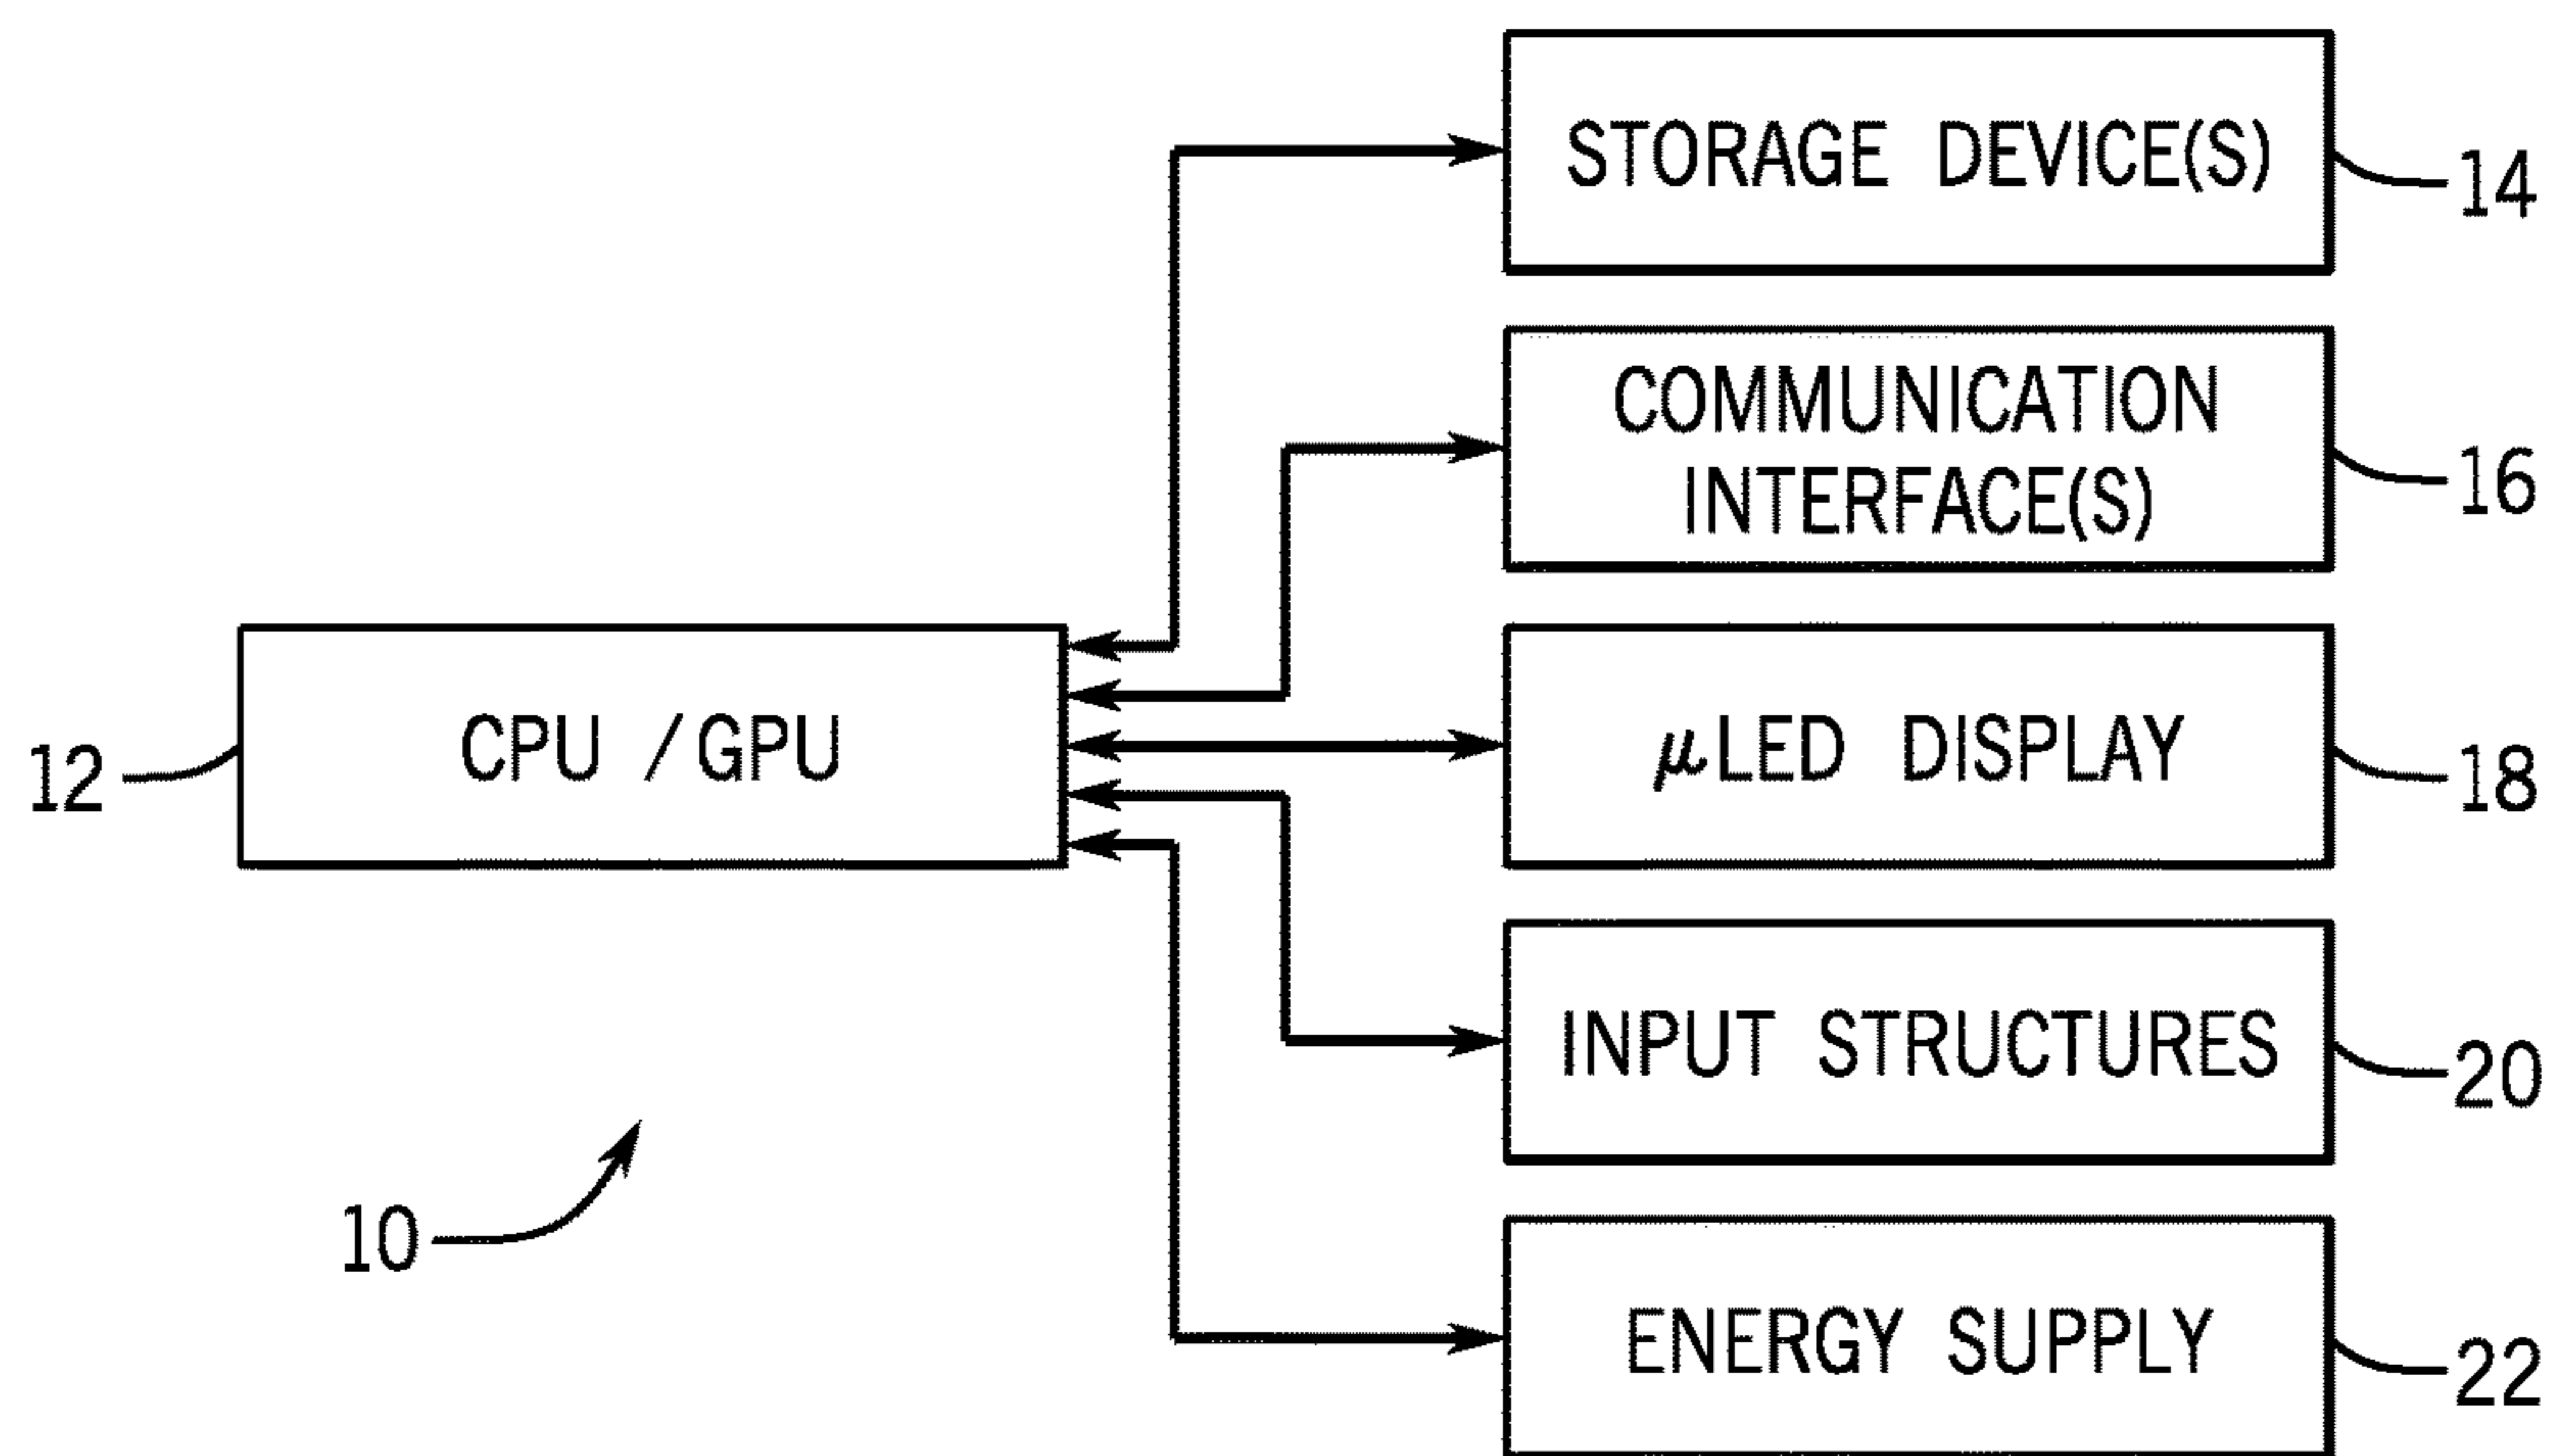 STORAGE DEVICE(S)
14
COMMUNICATION
INTERFACE(S)
16
12
CPU /GPU
μLED DISPLAY
18
INPUT STRUCTURES
20
10
ENERGY SUPPLY
22